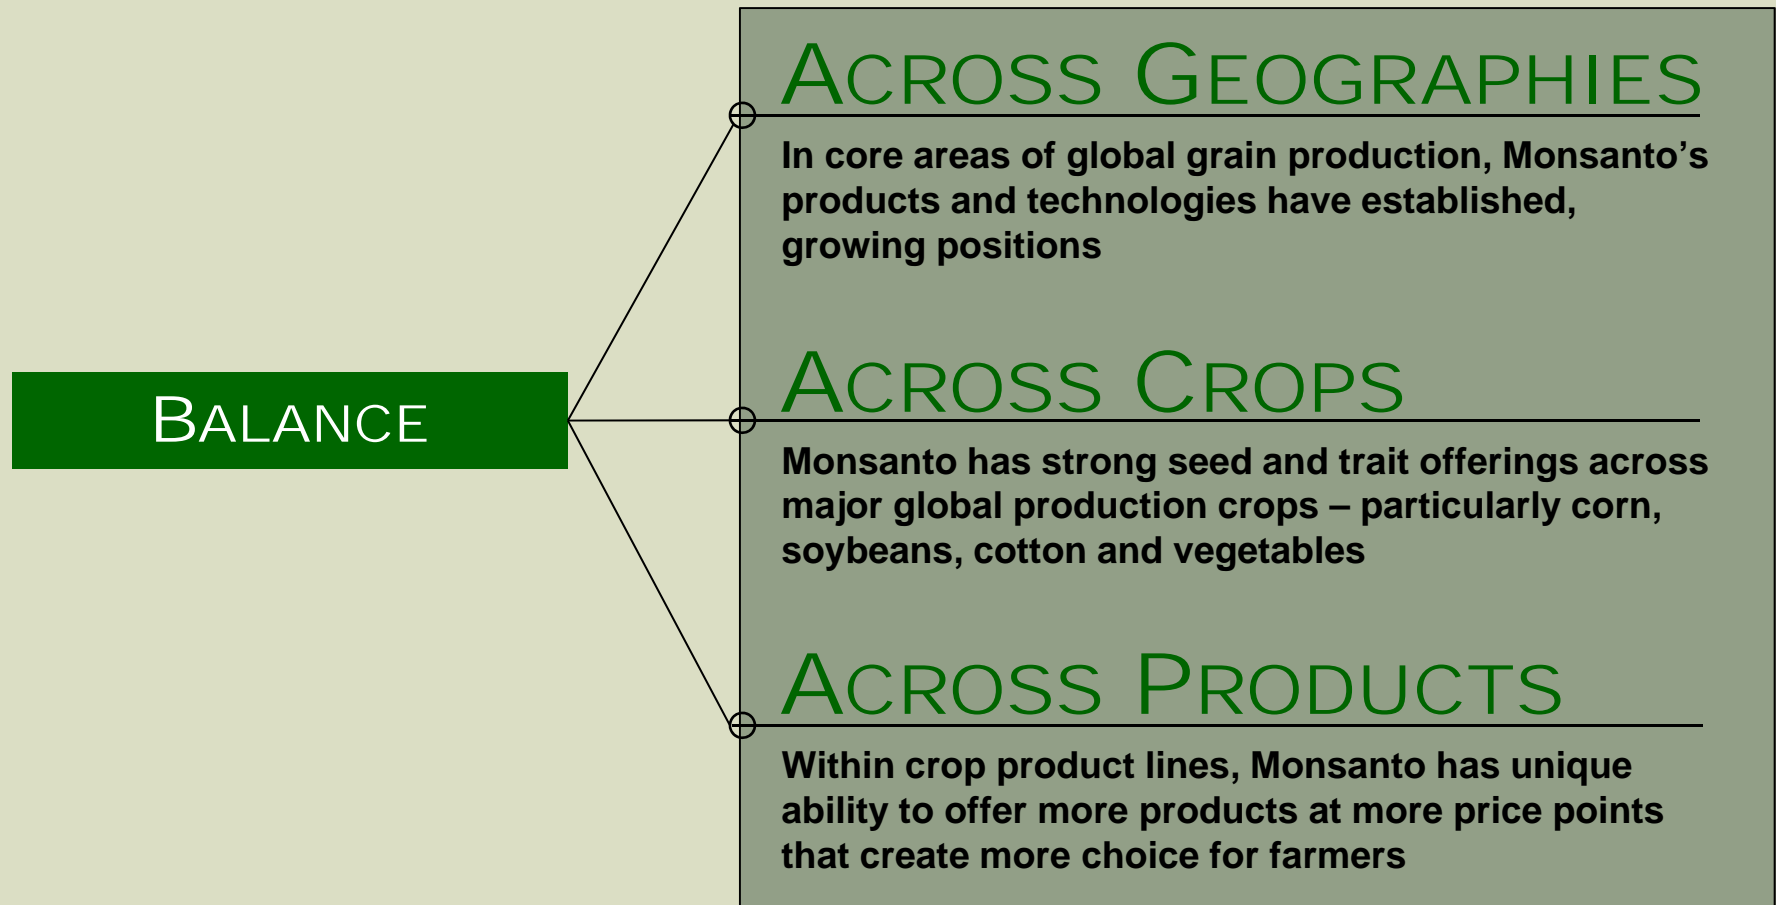 BALANCE
ACROSS GEOGRAPHIES
In core areas of global grain production, Monsanto’s
products and technologies have established,
growing positions
ACROSS CROPS
Monsanto has strong seed and trait offerings across
major global production crops – particularly corn,
soybeans, cotton and vegetables
ACROSS PRODUCTS
Within crop product lines, Monsanto has unique
ability to offer more products at more price points
that create more choice for farmers